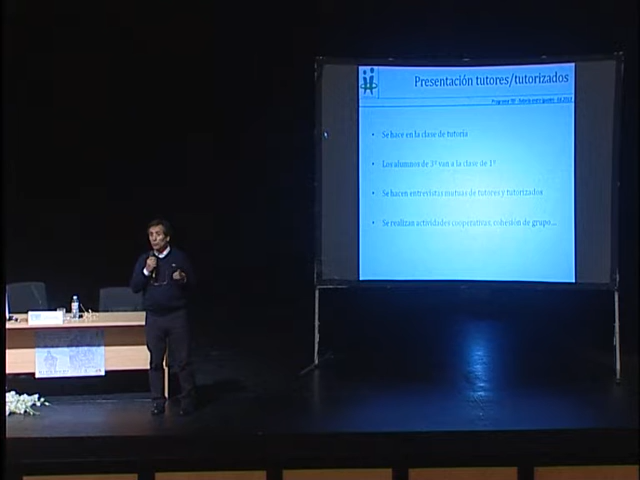 Presentación tutores/tutorizados
Se hace en la clase de tutoría
Los alumnos de 3º van a la clase de 1º
Se hacen entrevistas mutuas de tutores y tutorizados
Se realizan actividades cooperativas, cohesión de grupo...